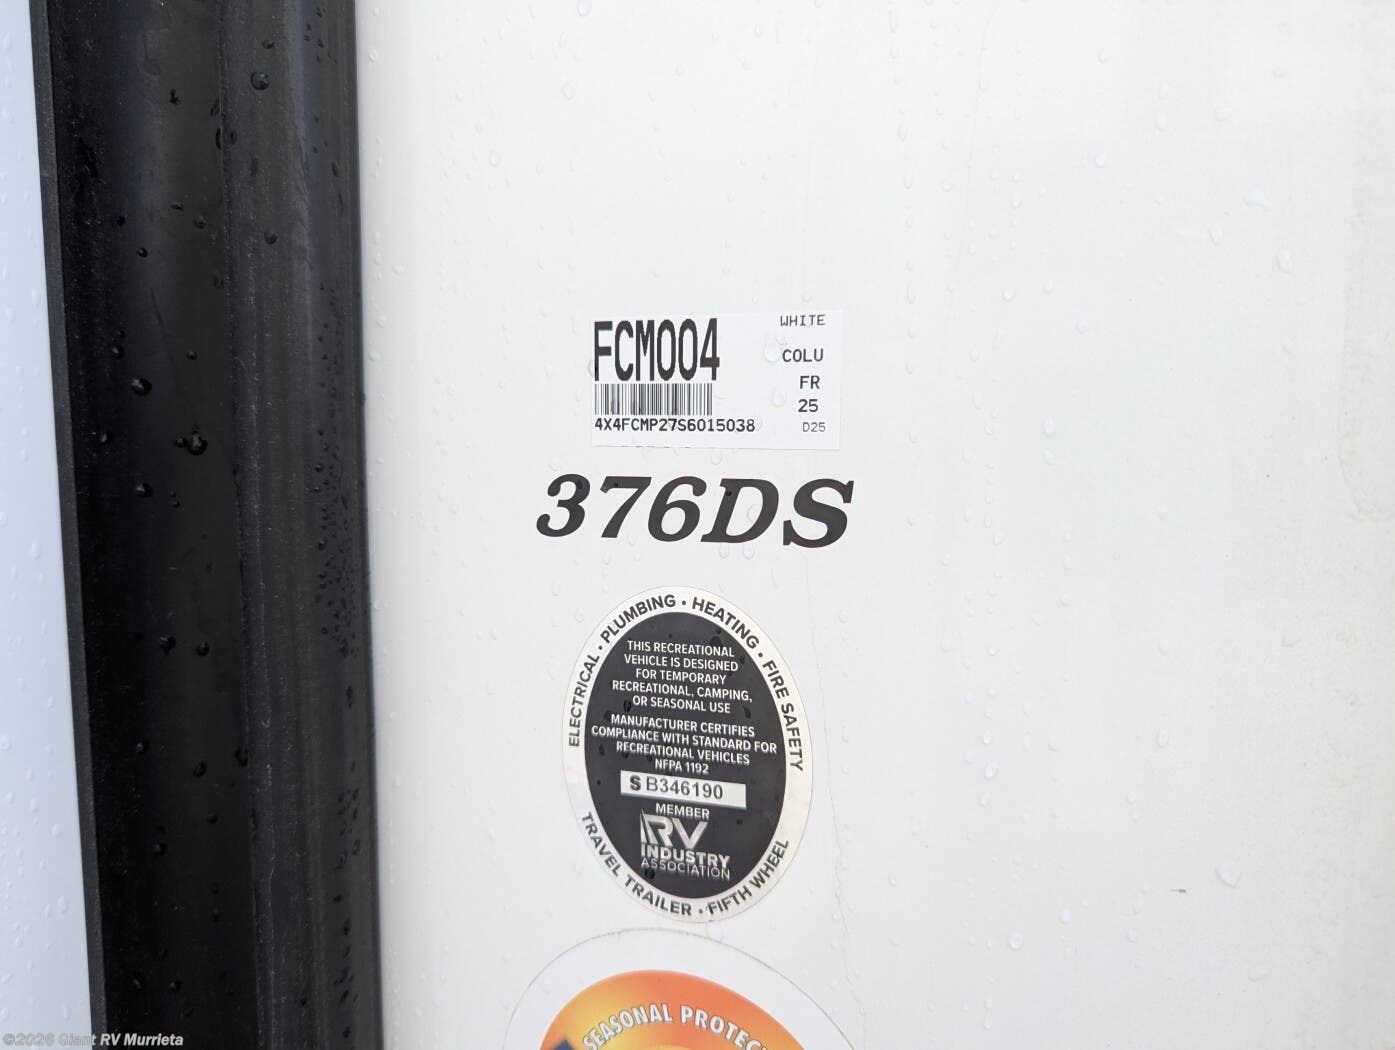 WHITE
FCM004
COLU
FR
25
4X4FCMP27S6015038
D25
376DS
ELECTRICAL • PLUMBING • HEATING • FIRE SAFETY
THIS RECREATIONAL
VEHICLE IS DESIGNED
FOR TEMPORARY
RECREATIONAL, CAMPING,
OR SEASONAL USE
MANUFACTURER CERTIFIES
COMPLIANCE WITH STANDARD FOR
RECREATIONAL VEHICLES
NFPA 1192
S B346190
MEMBER
RV
INDUSTRY
ASSOCIATION
TRAVEL TRAILER • FIFTH WHEEL
SEASONAL PROTEC
©2026 Giant RV Murrieta